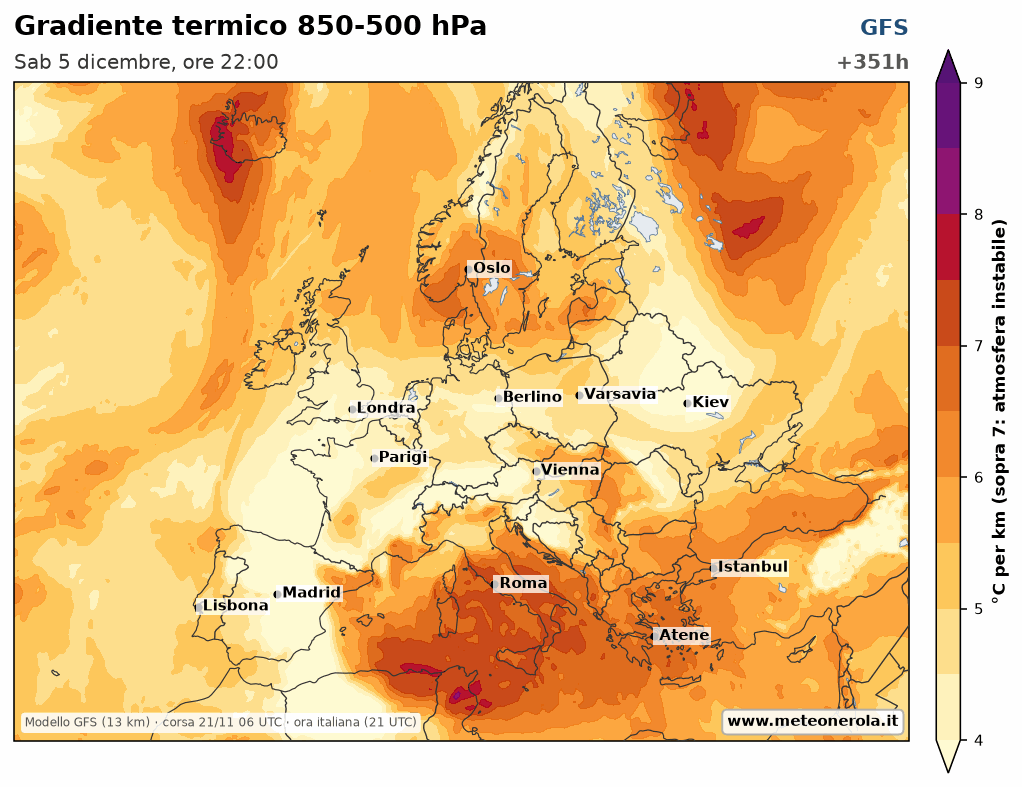 Gradiente termico 850-500 hPa
GFS
Sab 5 dicembre, ore 22:00
+351h
9
8
7
6
5
4
°C per km (sopra 7: atmosfera instabile)
Oslo
Londra
Berlino
Varsavia
Kiev
Parigi
Vienna
Istanbul
Roma
Madrid
Lisbona
Atene
Modello GFS (13 km) · corsa 21/11 06 UTC · ora italiana (21 UTC)
www.meteonerola.it